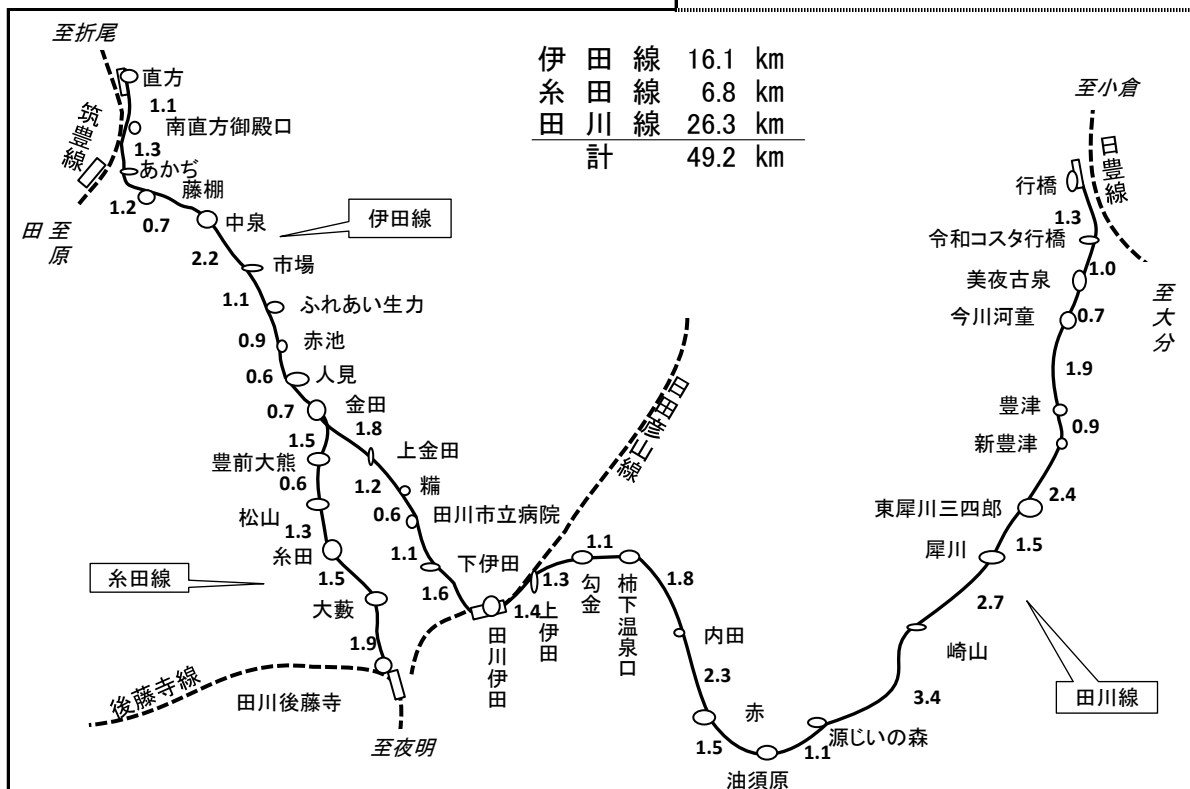 至折尾
直方
1.1
筑豊線
南直方御殿口
1.3
あかぢ
藤棚
1.2
0.7
中泉
田至原
伊田線
2.2
市場
1.1
ふれあい生力
0.9
赤池
0.6
人見
0.7
金田
1.8
1.5
上金田
豊前大熊
1.2
0.6
糒
松山
0.6
田川市立病院
1.3
糸田
1.1
下伊田
1.5
1.6
糸田線
大藪
1.9
後藤寺線
田川後藤寺
至夜明
伊田線 16.1 km
糸田線 6.8 km
田川線 26.3 km
計 49.2 km
日田彦山線
田川伊田
1.4
上伊田
1.3
勾金
1.1
柿下温泉口
1.8
内田
2.3
赤
1.5
油須原
1.1
源じいの森
3.4
崎山
2.7
田川線
犀川
1.5
東犀川三四郎
2.4
新豊津
0.9
豊津
1.9
今川河童
0.7
美夜古泉
1.0
令和コスタ行橋
1.3
行橋
日豊線
至小倉
至大分